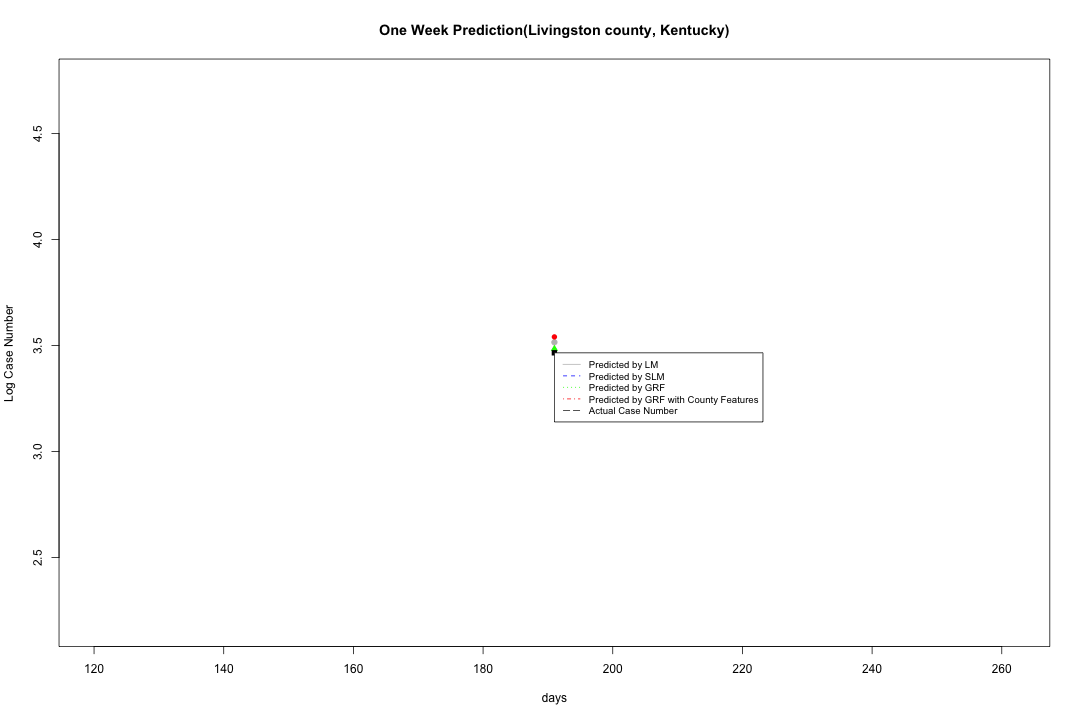 One Week Prediction(Livingston county, Kentucky)
Log Case Number
4.5
4.0
3.5
3.0
2.5
Predicted by LM
Predicted by SLM
Predicted by GRF
Predicted by GRF with County Features
Actual Case Number
120 140 160 180 200 220 240 260
days